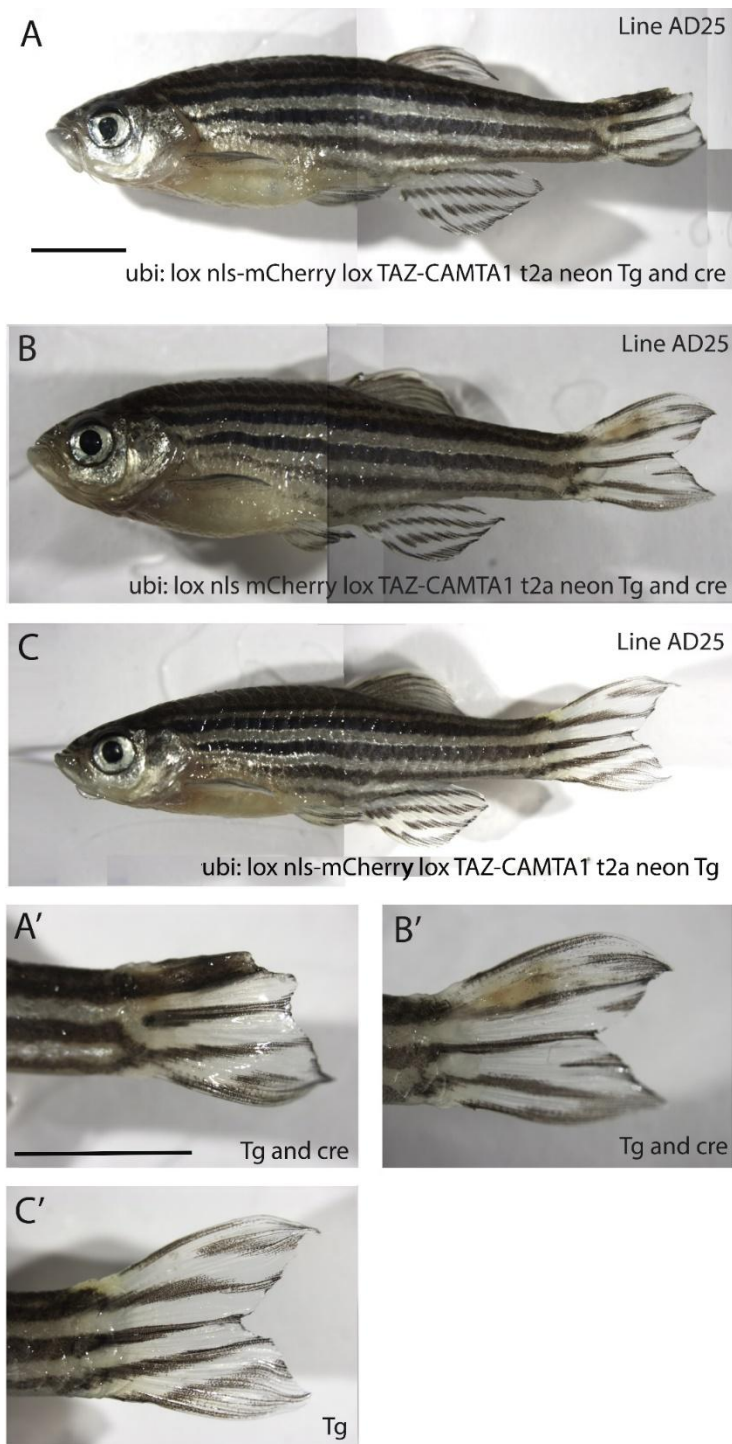 A
Line AD25
ubi: lox nls-mCherry lox TAZ-CAMTA1 t2a neon Tg and cre
B
Line AD25
ubi: lox nls mCherry lox TAZ-CAMTA1 t2a neon Tg and cre
C
Line AD25
ubi: lox nls-mCherry lox TAZ-CAMTA1 t2a neon Tg
A'
B'
Tg and cre
Tg and cre
C'
Tg